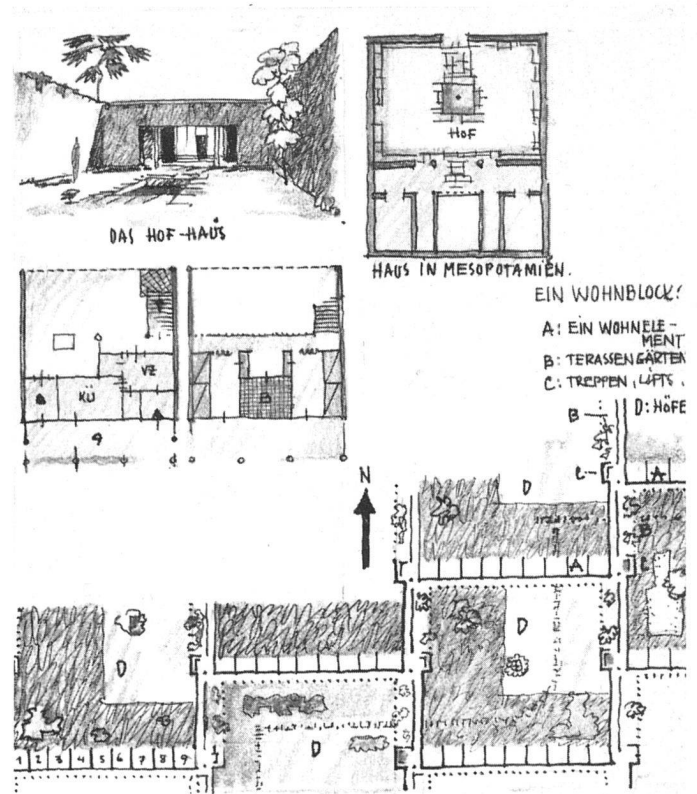 HOF
DAS HOF-HAUS
HAUS IN MESOPOTAMIEN.
EIN WOHNBLOCK:
A: EIN WOHNELE-
MENT
B: TERASSENGÄRTEN
C: TREPPEN, LIFTS.
D: HÖFE
VZ
KÜ
B
B
C
A
D
N
B
A
C
D
D
D
1 2 3 4 5 6 7 8 9